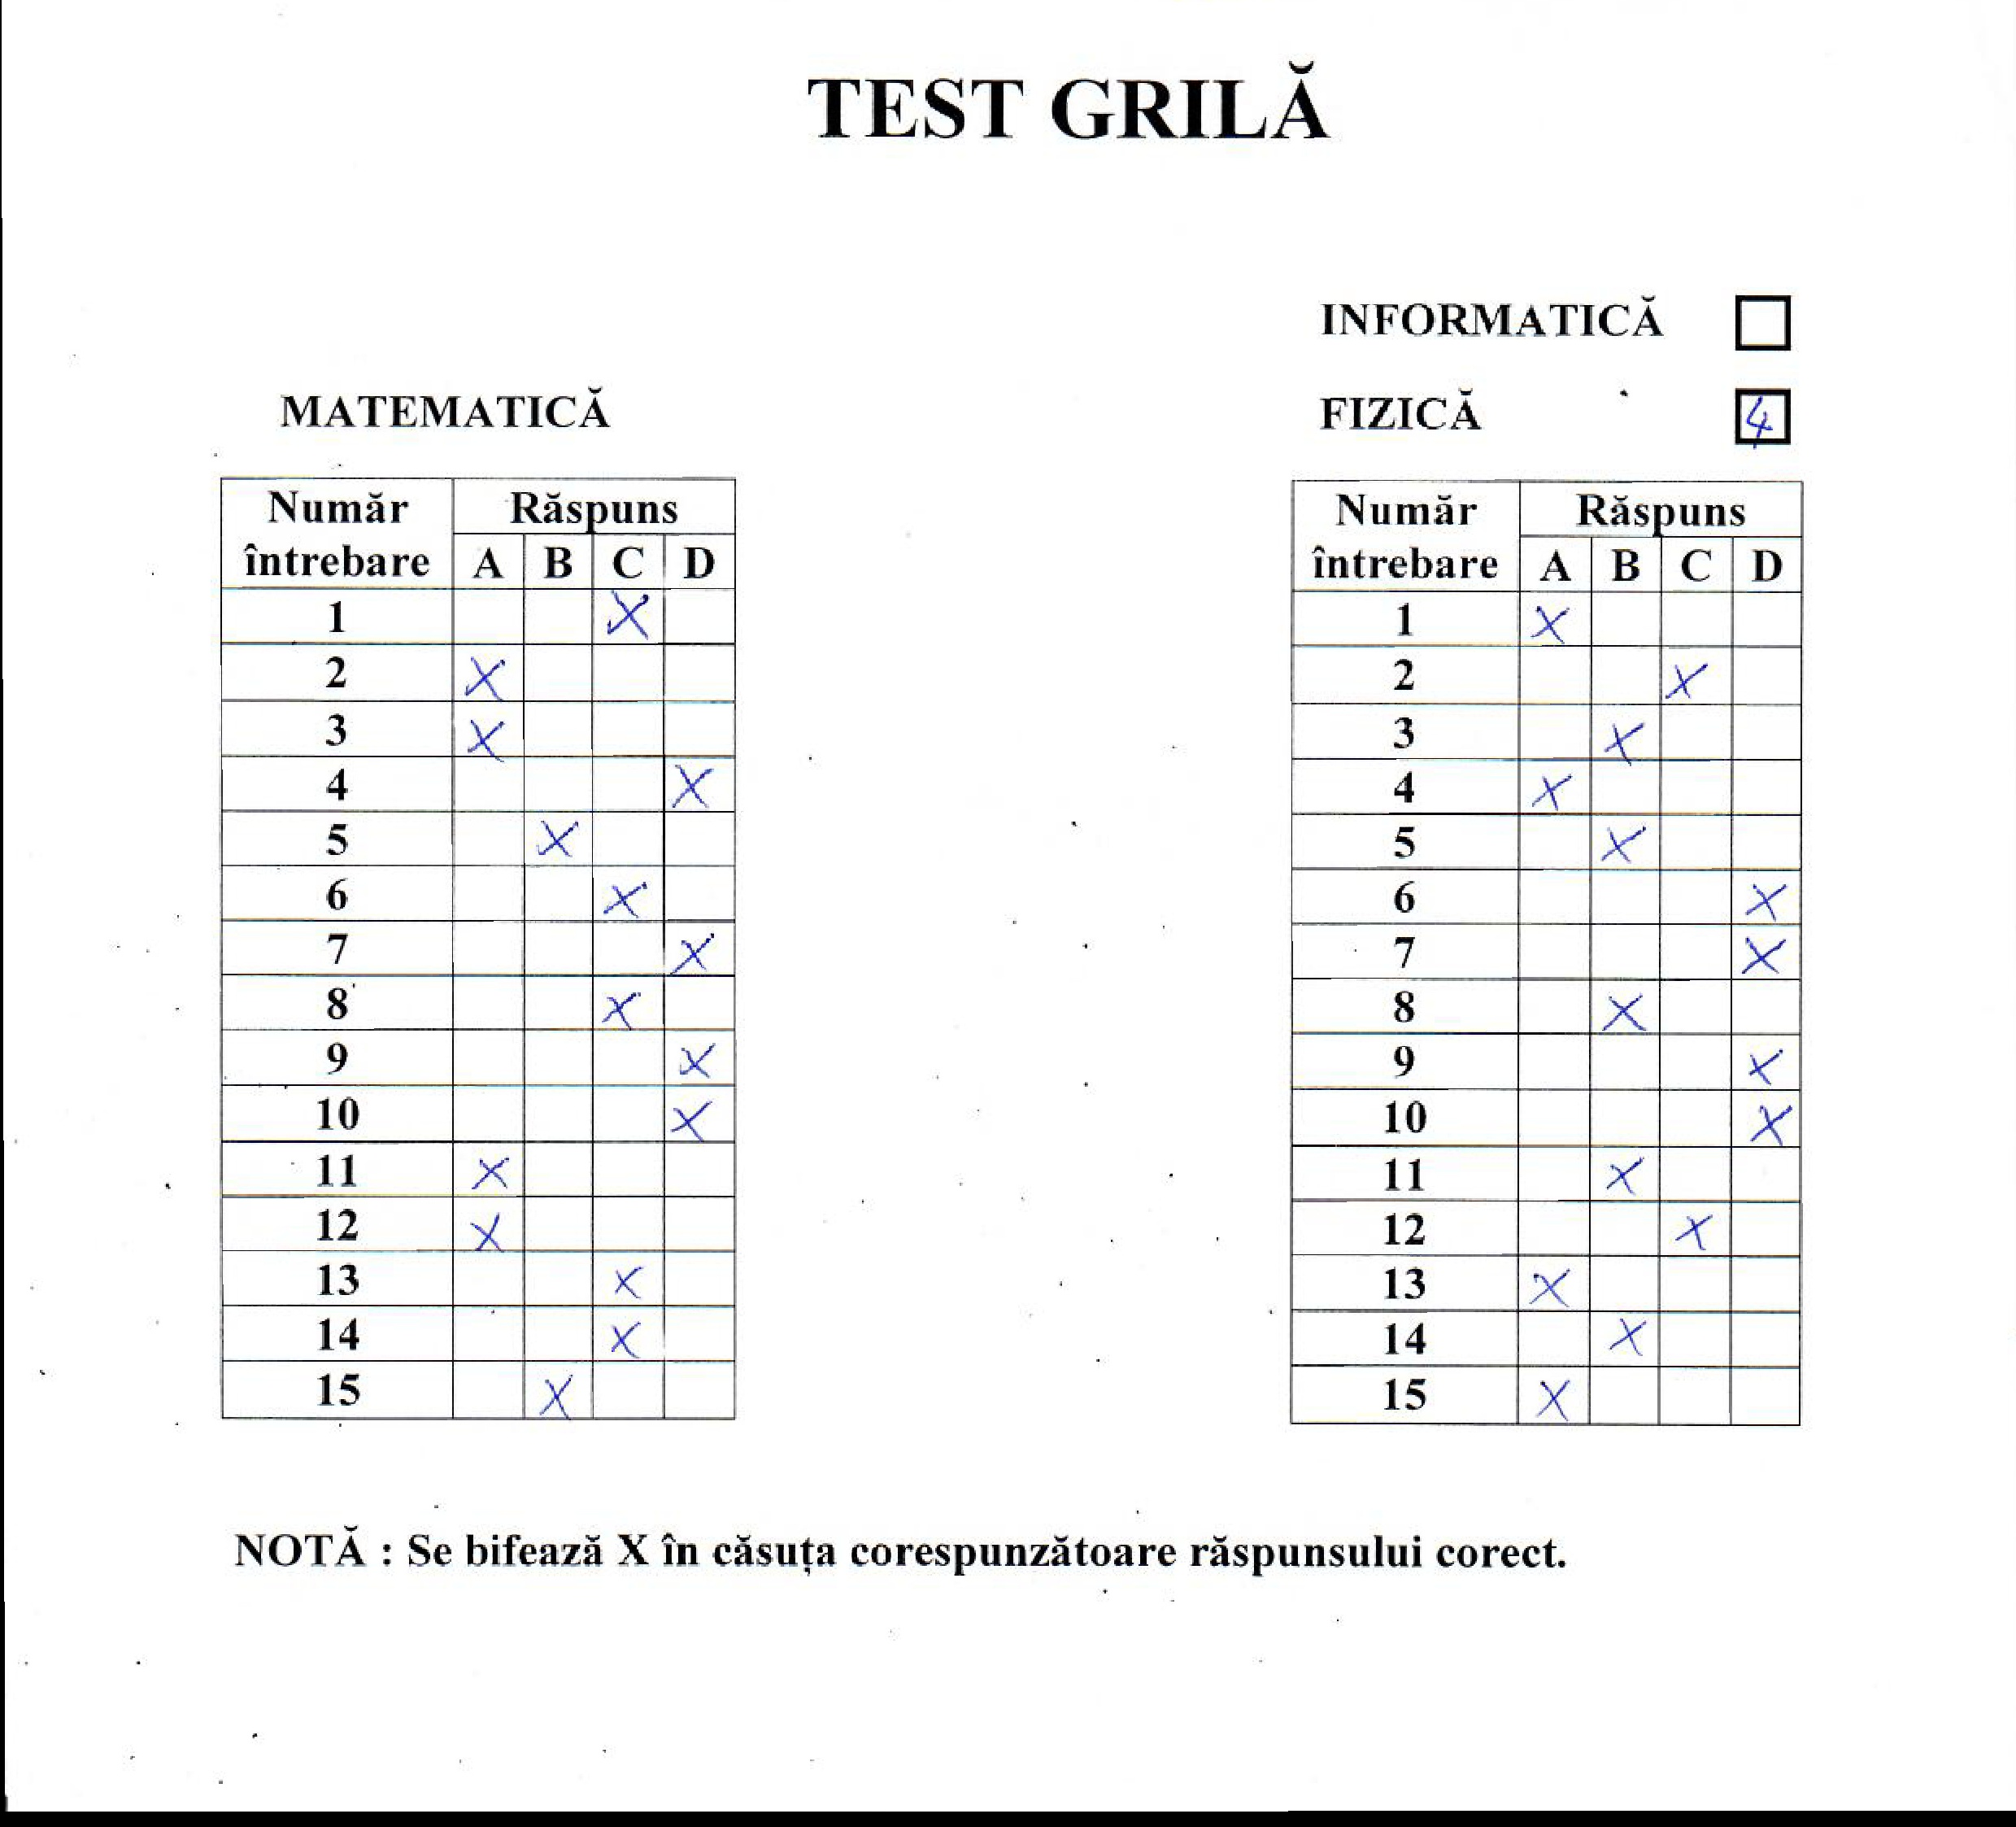 TEST GRILĂ
INFORMATICĂ
FIZICĂ 4
MATEMATICĂ
Număr întrebare Răspuns
A B C D
1 X
2 X
3 X
4 X
5 X
6 X
7 X
8 X
9 X
10 X
11 X
12 X
13 X
14 X
15 X
Număr întrebare Răspuns
A B C D
1 X
2 X
3 X
4 X
5 X
6 X
7 X
8 X
9 X
10 X
11 X
12 X
13 X
14 X
15 X
NOTĂ : Se bifează X în căsuța corespunzătoare răspunsului corect.